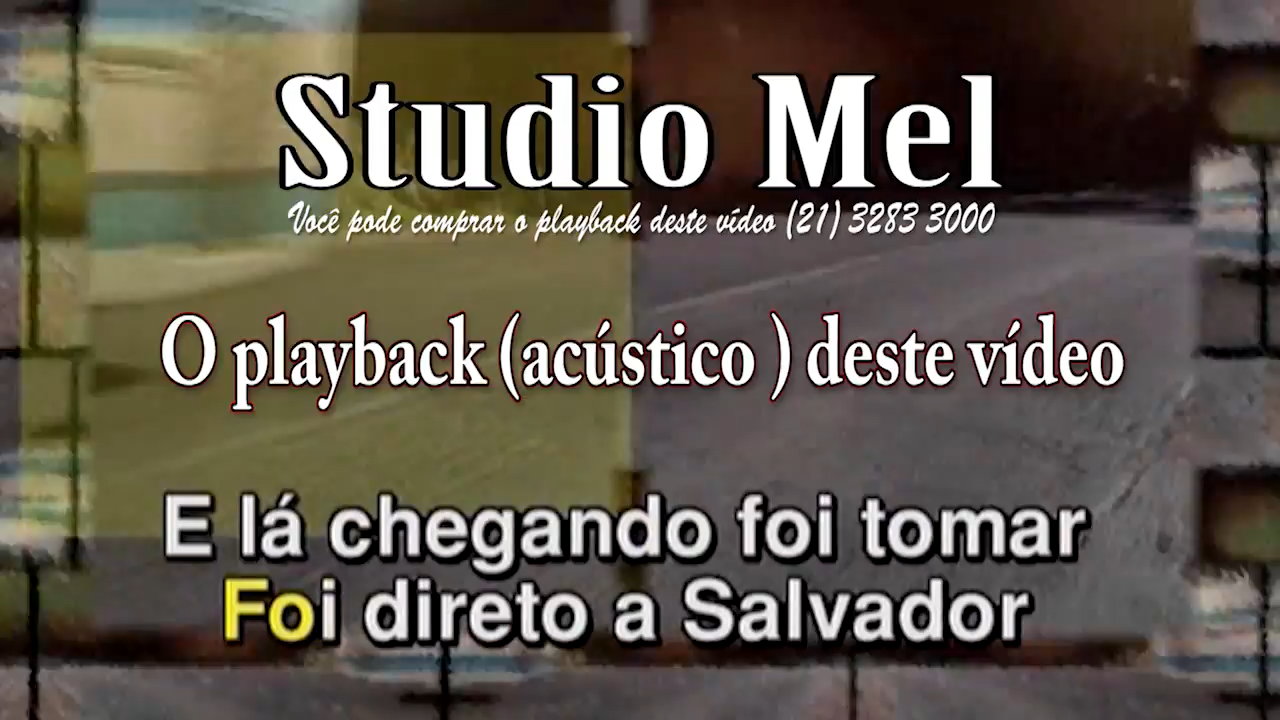 Studio Mel
Você pode comprar o playback deste vídeo (21) 3283 3000
O playback (acústico ) deste vídeo
E lá chegando foi tomar
Foi direto a Salvador